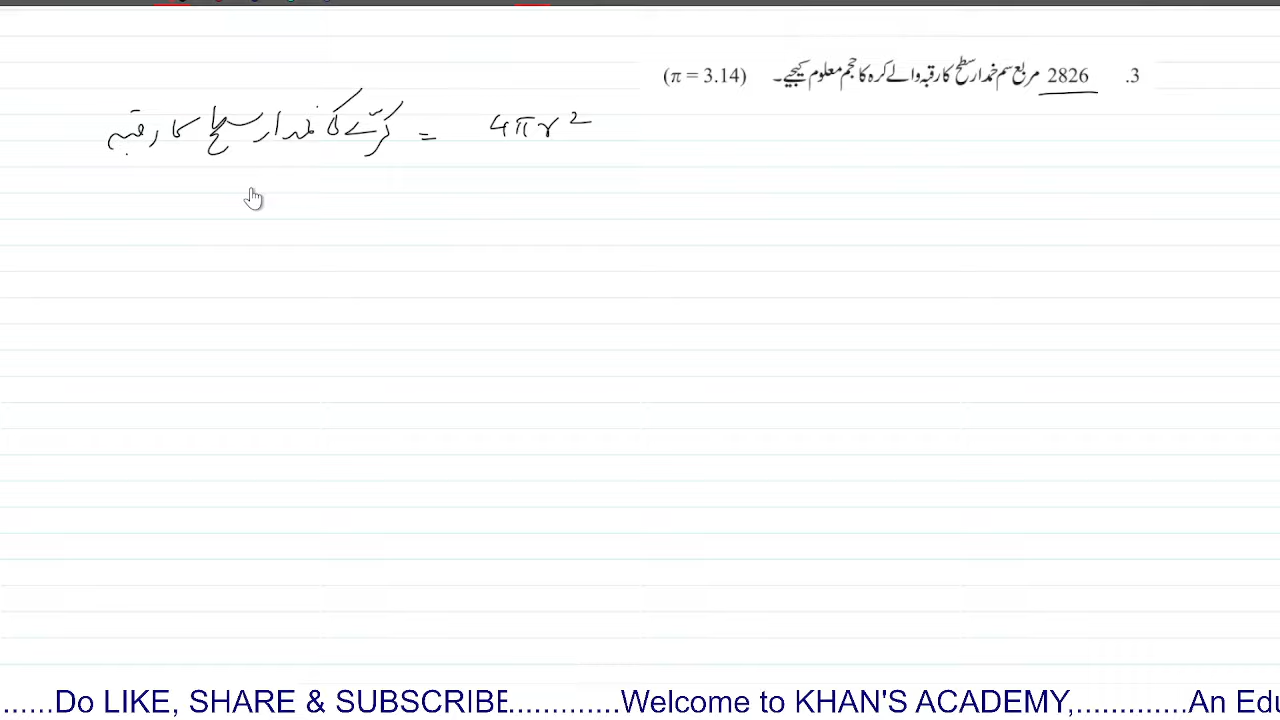 3. 2826 مربع سم خمدار سطح کا رقبہ والے کرہ کا حجم معلوم کیجیے۔ (π = 3.14)
کرّے کی خمدار سطح کا رقبہ = 4πr²
......Do LIKE, SHARE & SUBSCRIBE.............Welcome to KHAN'S ACADEMY,.............An Edu